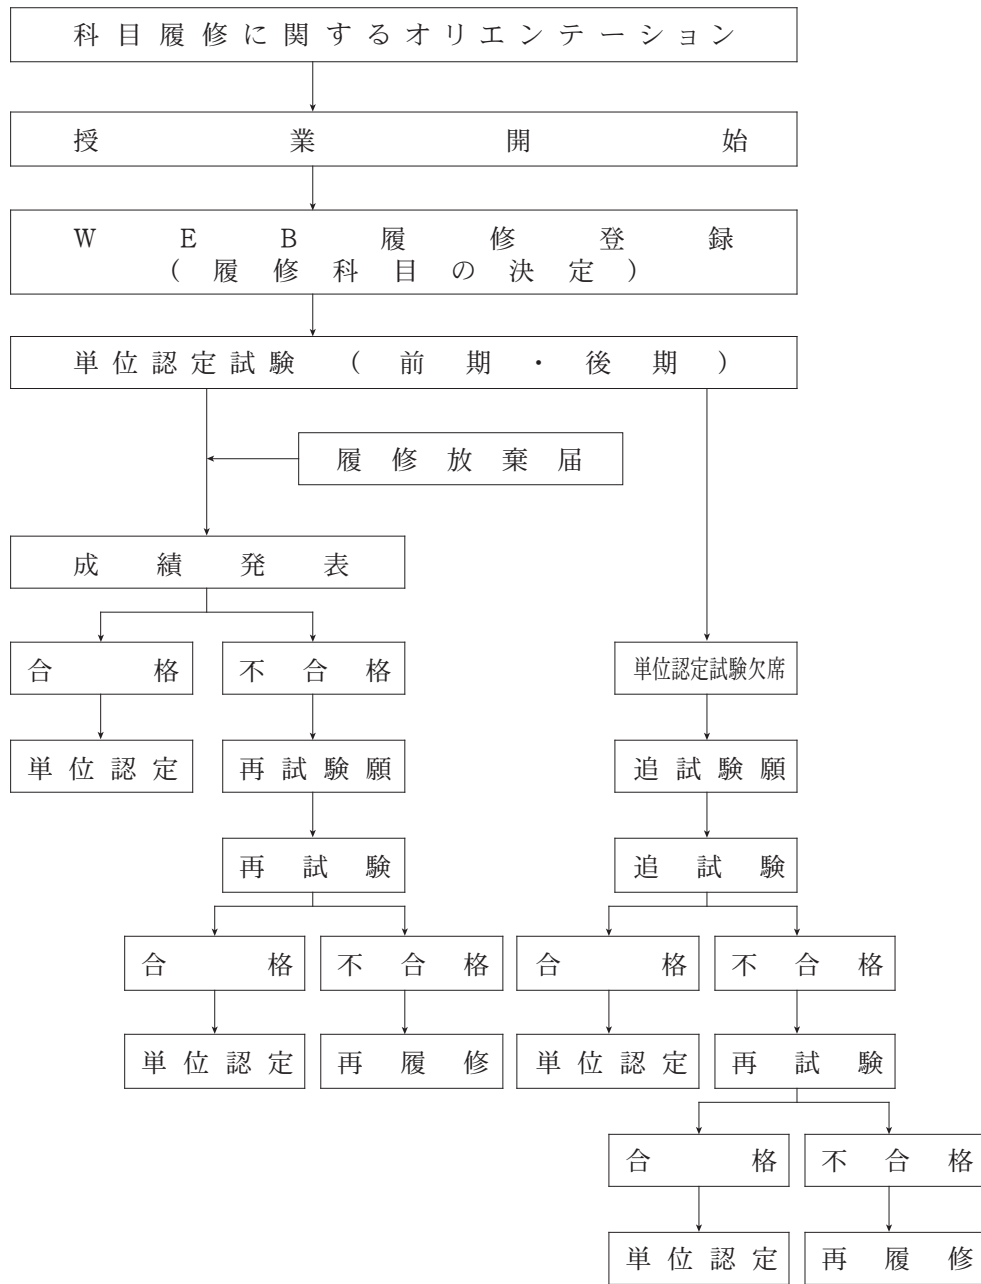 科目履修に関するオリエンテーション
授業開始
WEB履修登録
(履修科目の決定)
単位認定試験(前期・後期)
履修放棄届
成績発表
合格
不合格
単位認定試験欠席
単位認定
再試験願
追試験願
再試験
追試験
合格
不合格
合格
不合格
単位認定
再履修
単位認定
再試験
合格
不合格
単位認定
再履修